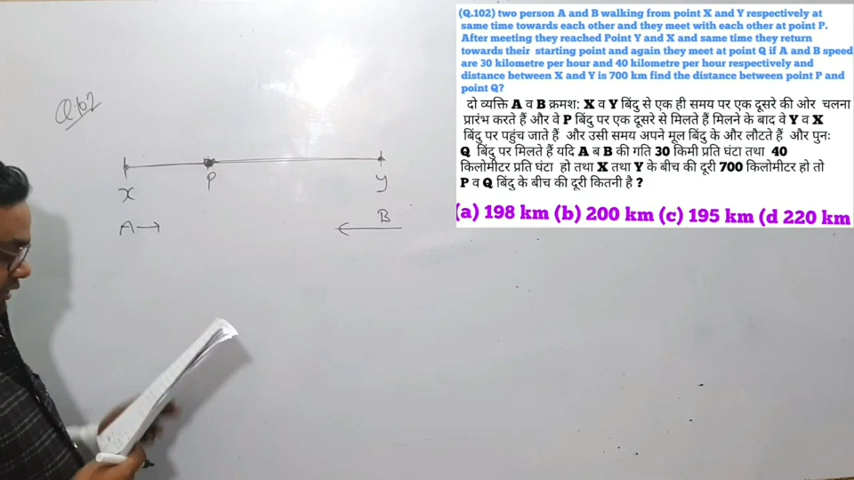 (Q.102) two person A and B walking from point X and Y respectively at
same time towards each other and they meet with each other at point P.
After meeting they reached Point Y and X and same time they return
towards their starting point and again they meet at point Q if A and B speed
are 30 kilometre per hour and 40 kilometre per hour respectively and
distance between X and Y is 700 km find the distance between point P and
point Q?
दो व्यक्ति A व B क्रमश: X व Y बिंदु से एक ही समय पर एक दूसरे की ओर चलना
प्रारंभ करते हैं और वे P बिंदु पर एक दूसरे से मिलते हैं मिलने के बाद वे Y व X
बिंदु पर पहुंच जाते हैं और उसी समय अपने मूल बिंदु के और लौटते हैं और पुनः
Q बिंदु पर मिलते हैं यदि A ब B की गति 30 किमी प्रति घंटा तथा 40
किलोमीटर प्रति घंटा हो तथा X तथा Y के बीच की दूरी 700 किलोमीटर हो तो
P व Q बिंदु के बीच की दूरी कितनी है ?
(a) 198 km (b) 200 km (c) 195 km (d 220 km
Q.102
X P Y
A→ B